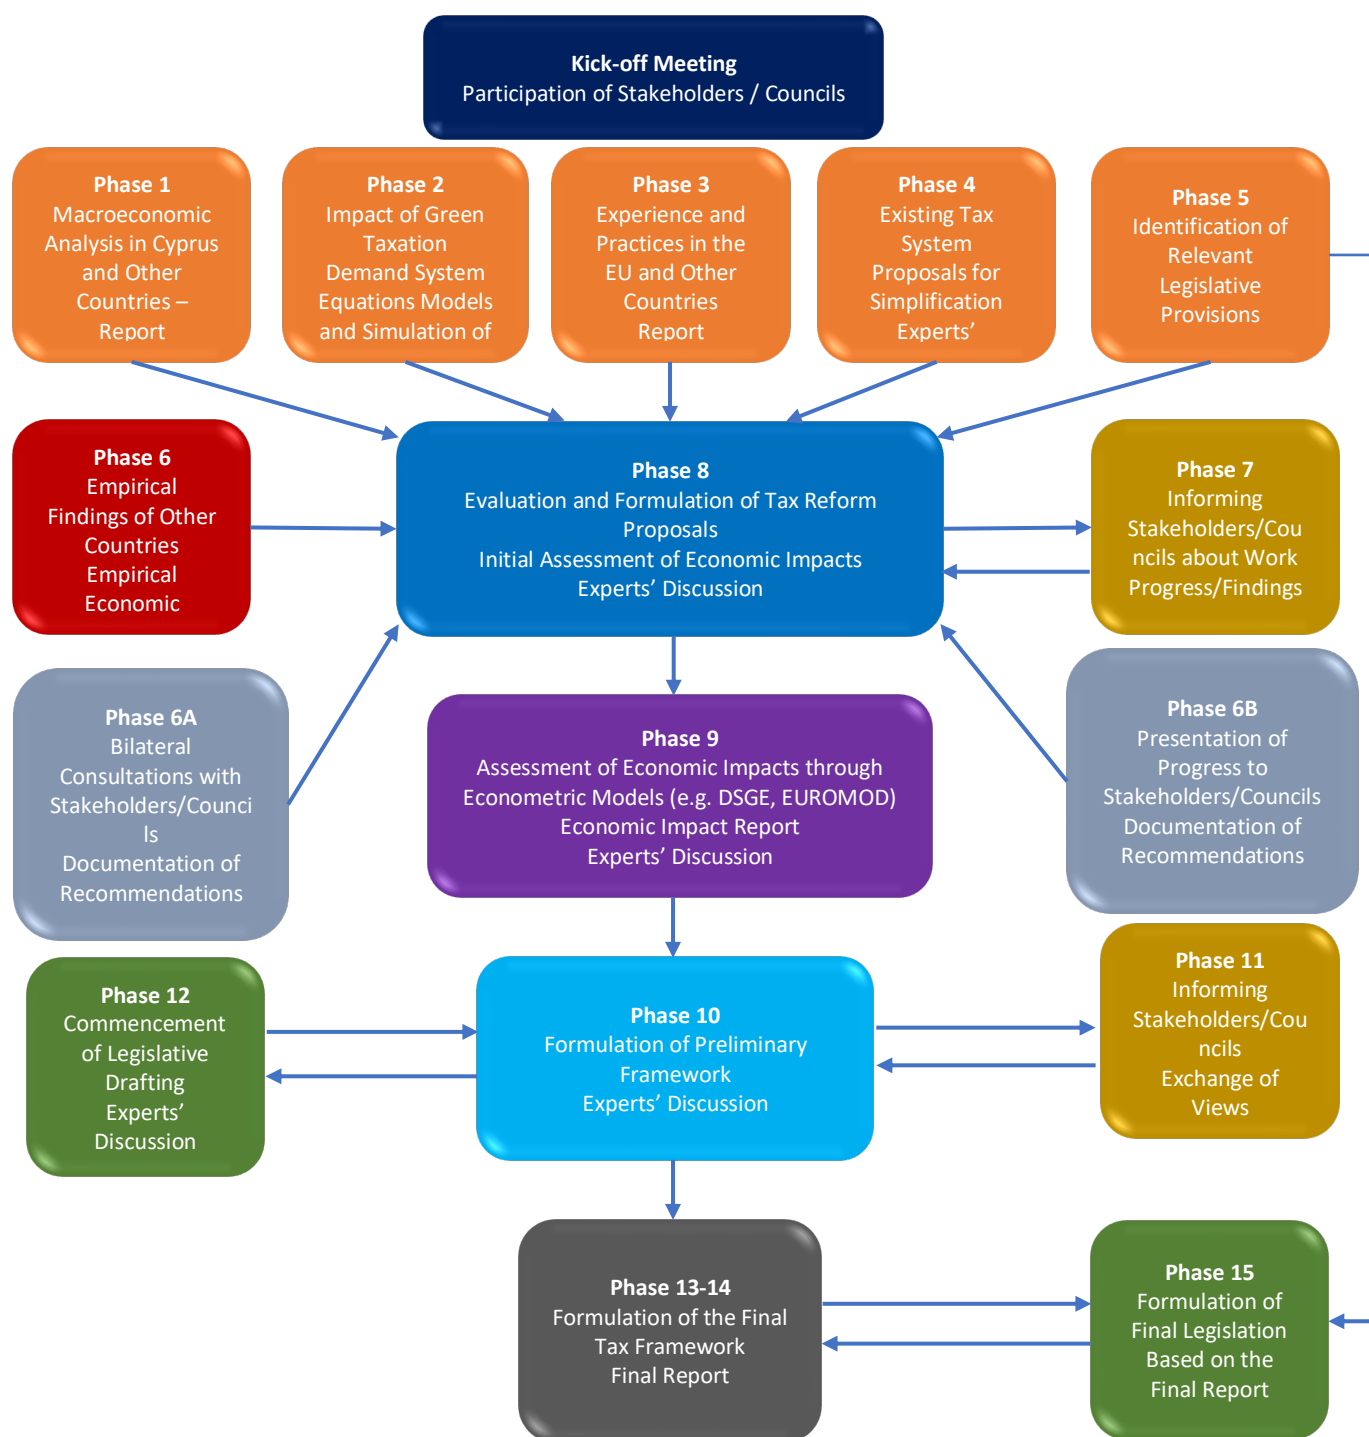 Kick-off Meeting
Participation of Stakeholders / Councils
Phase 1
Macroeconomic
Analysis in Cyprus
and Other
Countries –
Report
Phase 2
Impact of Green
Taxation
Demand System
Equations Models
and Simulation of
Phase 3
Experience and
Practices in the
EU and Other
Countries
Report
Phase 4
Existing Tax
System
Proposals for
Simplification
Experts’
Phase 5
Identification of
Relevant
Legislative
Provisions
Phase 6
Empirical
Findings of Other
Countries
Empirical
Economic
Phase 8
Evaluation and Formulation of Tax Reform
Proposals
Initial Assessment of Economic Impacts
Experts’ Discussion
Phase 7
Informing
Stakeholders/Cou
ncils about Work
Progress/Findings
Phase 6A
Bilateral
Consultations with
Stakeholders/Counci
ls
Documentation of
Recommendations
Phase 9
Assessment of Economic Impacts through
Econometric Models (e.g. DSGE, EUROMOD)
Economic Impact Report
Experts’ Discussion
Phase 6B
Presentation of
Progress to
Stakeholders/Councils
Documentation of
Recommendations
Phase 12
Commencement
of Legislative
Drafting
Experts’
Discussion
Phase 10
Formulation of Preliminary
Framework
Experts’ Discussion
Phase 11
Informing
Stakeholders/Cou
ncils
Exchange of
Views
Phase 13-14
Formulation of the Final
Tax Framework
Final Report
Phase 15
Formulation of
Final Legislation
Based on the
Final Report